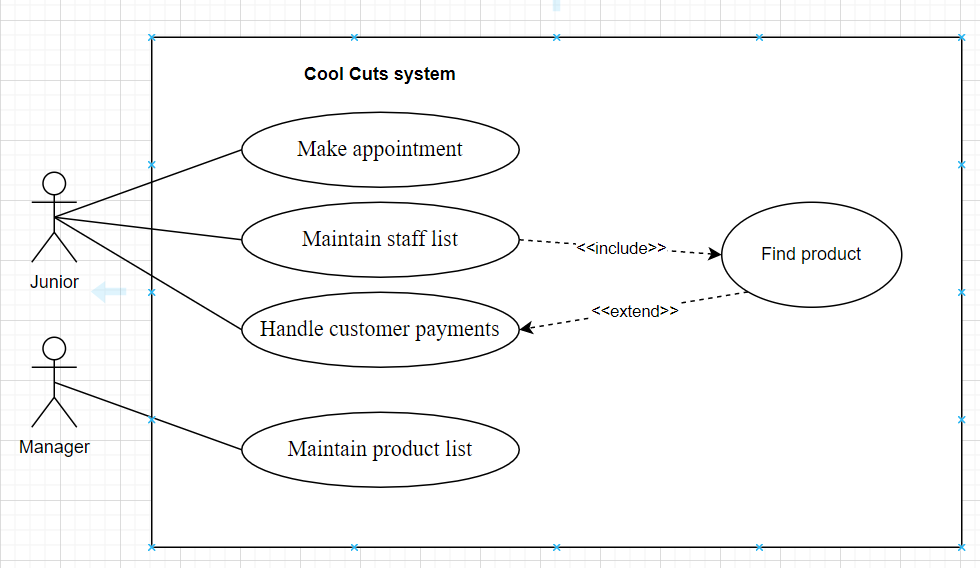 Cool Cuts system
Make appointment
Maintain staff list
<<include>>
Find product
Junior
<<extend>>
Handle customer payments
Manager
Maintain product list